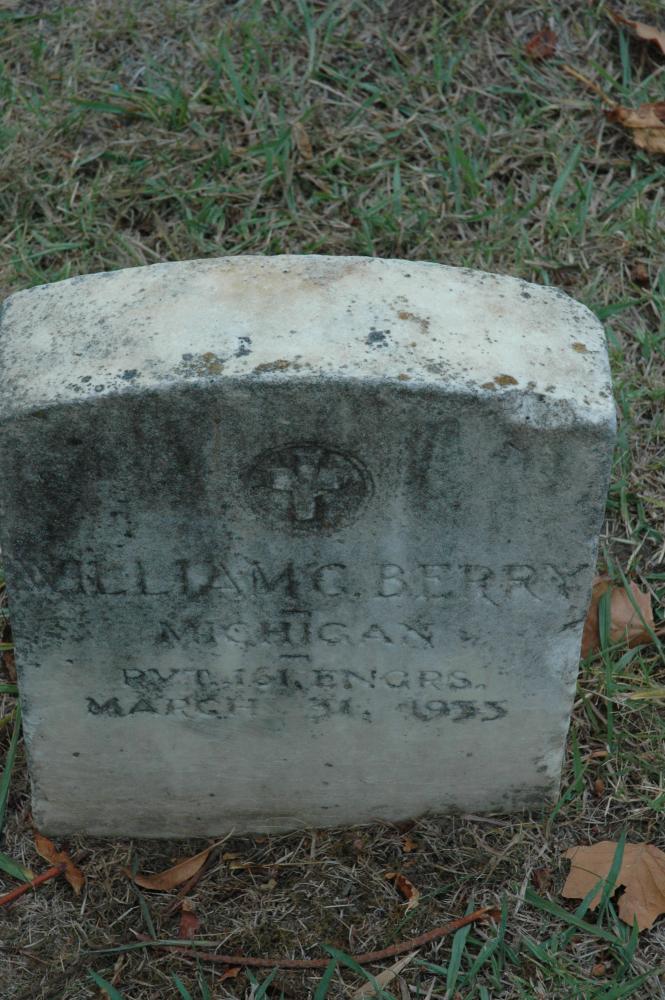 WILLIAM G. BERRY
MICHIGAN
PVT. 161. ENGRS.
MARCH 31, 1933